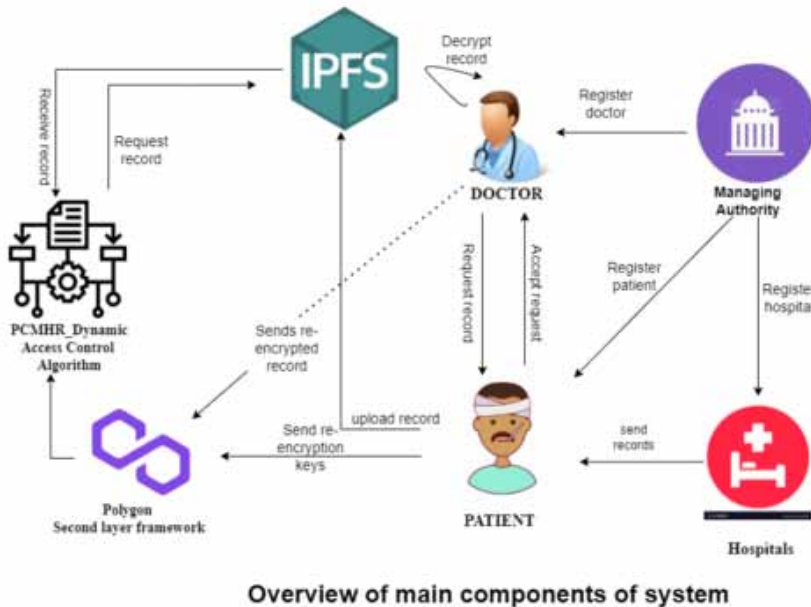 IPFS
Decrypt
record
Receive record
Request
record
Register
doctor
DOCTOR
Managing
Authority
PCMHR_Dynamic
Access Control
Algorithm
Request record
Accept request
Register
patient
Register
hospital
Sends re-
encrypted
record
upload record
Send re-
encryption
keys
send
records
Polygon
Second layer framework
PATIENT
Hospitals
Overview of main components of system